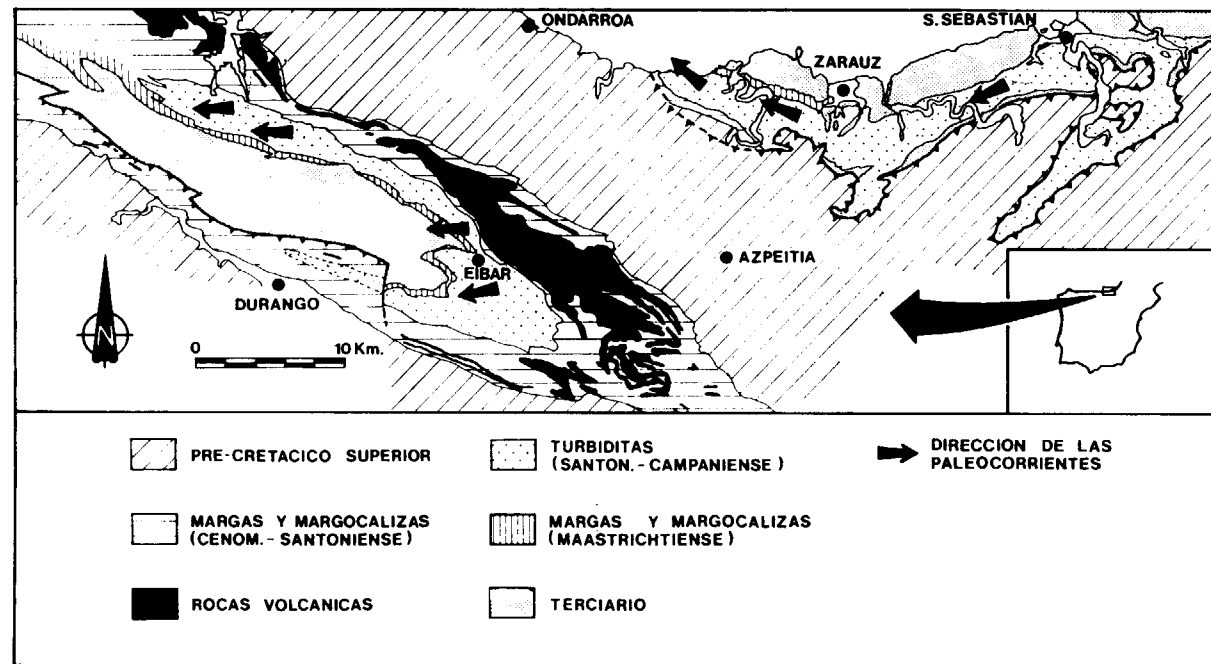 ONDARROA
S. SEBASTIAN
ZARAUZ
AZPEITIA
EIBAR
DURANGO
N
0 10 Km.
PRE-CRETACICO SUPERIOR
MARGAS Y MARGOCALIZAS
(CENOM.-SANTONIENSE)
ROCAS VOLCANICAS
TURBIDITAS
(SANTON.-CAMPANIENSE)
MARGAS Y MARGOCALIZAS
(MAASTRICHTIENSE)
TERCIARIO
DIRECCION DE LAS
PALEOCORRIENTES